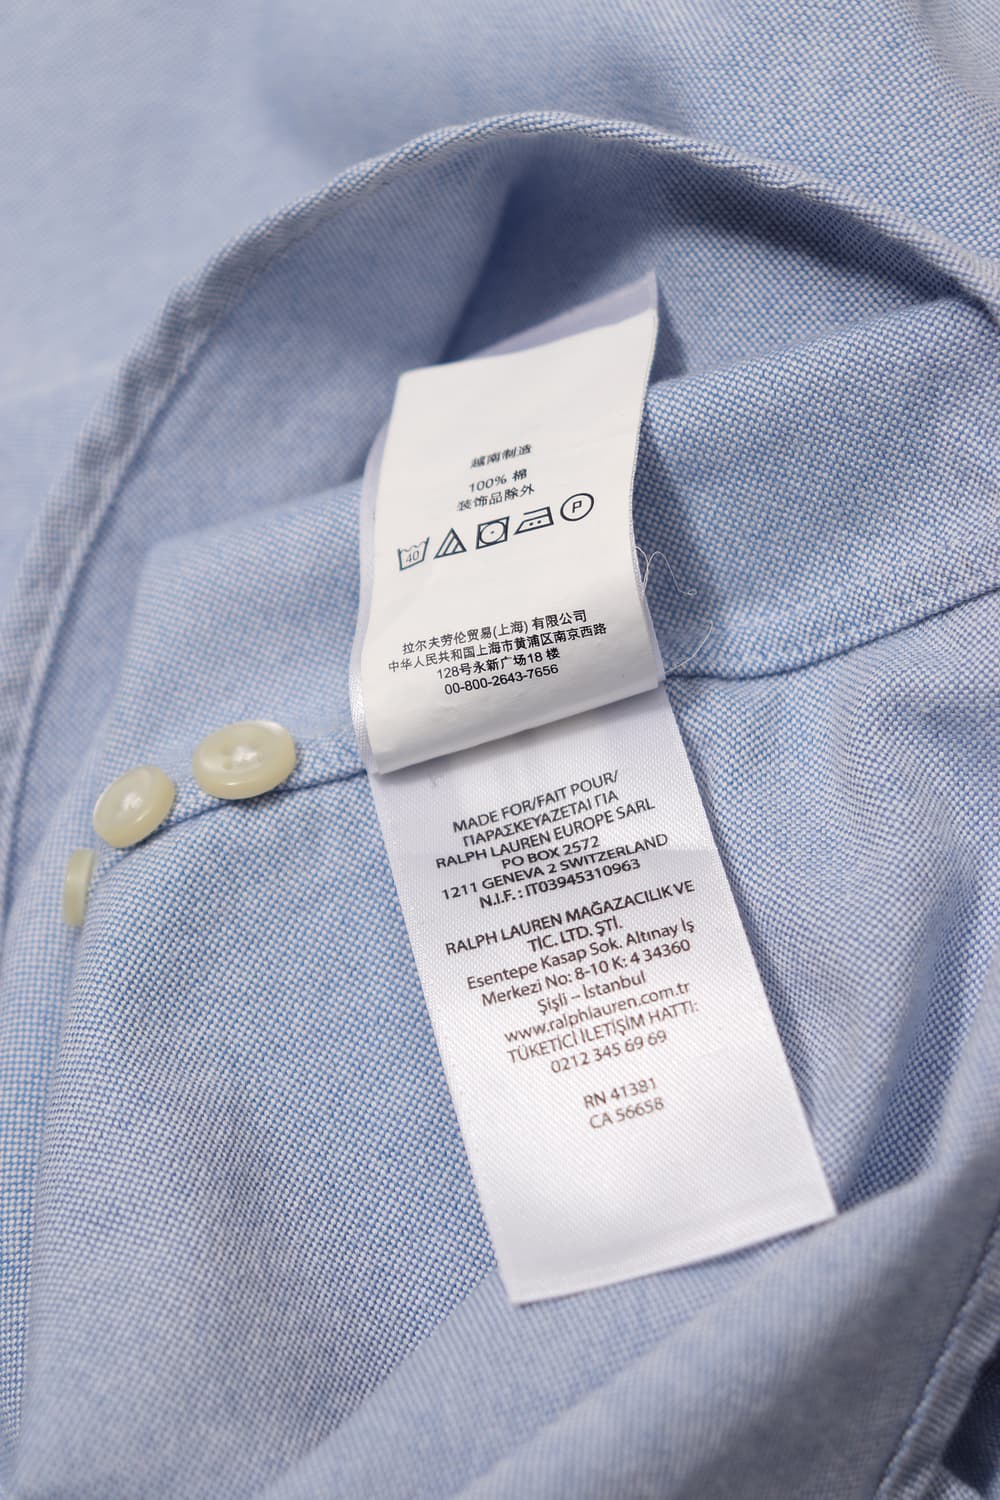 越南制造
100% 棉
装饰品除外
40 P
拉尔夫劳伦贸易(上海) 有限公司
中华人民共和国上海市黄浦区南京西路
128号永新广场18 楼
00-800-2643-7656
MADE FOR/FAIT POUR/
ΠΑΡΑΣΚΕΥΑΖΕΤΑΙ ΓΙΑ
RALPH LAUREN EUROPE SARL
PO BOX 2572
1211 GENEVA 2 SWITZERLAND
N.I.F. : IT03945310963
RALPH LAUREN MAĞAZACILIK VE
TİC. LTD. ŞTİ.
Esentepe Kasap Sok. Altınay İş
Merkezi No: 8-10 K: 4 34360
Şişli – İstanbul
www.ralphlauren.com.tr
TÜKETİCİ İLETİŞİM HATTI:
0212 345 69 69
RN 41381
CA 56658